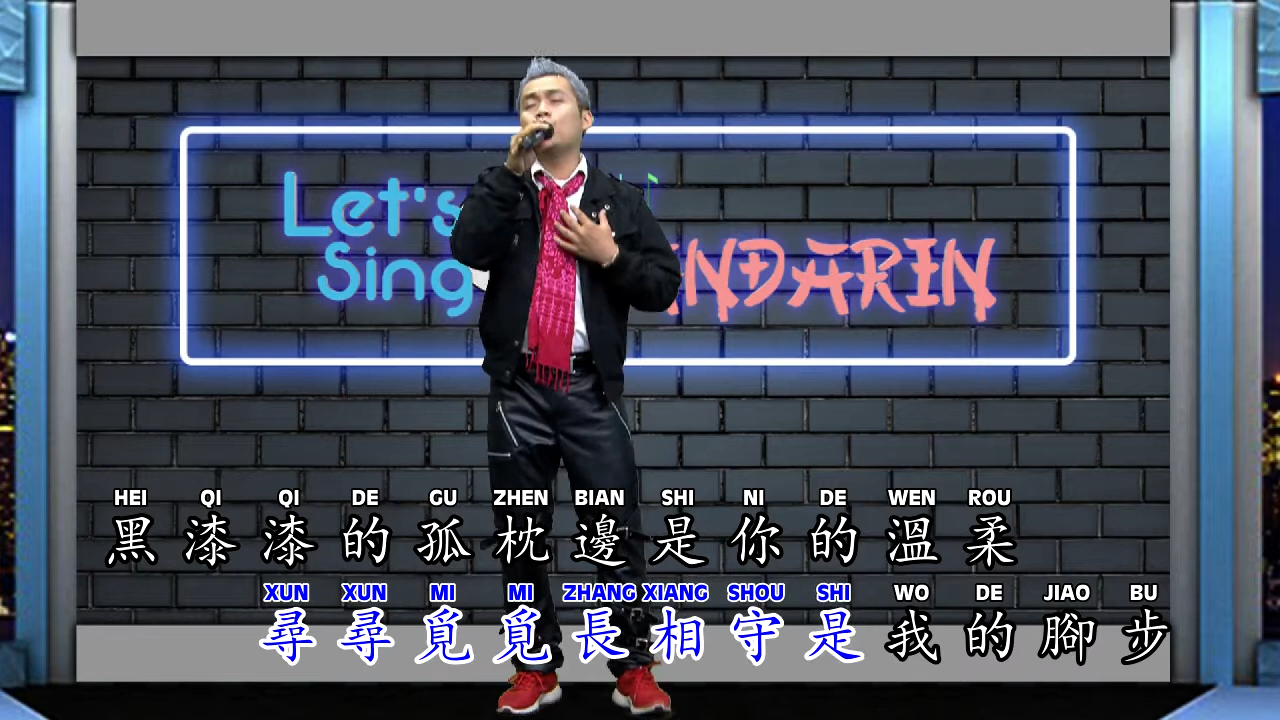 Let's
Sing
NDARIN
HEI QI QI DE GU ZHEN BIAN SHI NI DE WEN ROU
黑漆漆的孤枕邊是你的溫柔
XUN XUN MI MI ZHANG XIANG SHOU SHI WO DE JIAO BU
尋尋覓覓長相守是我的腳步